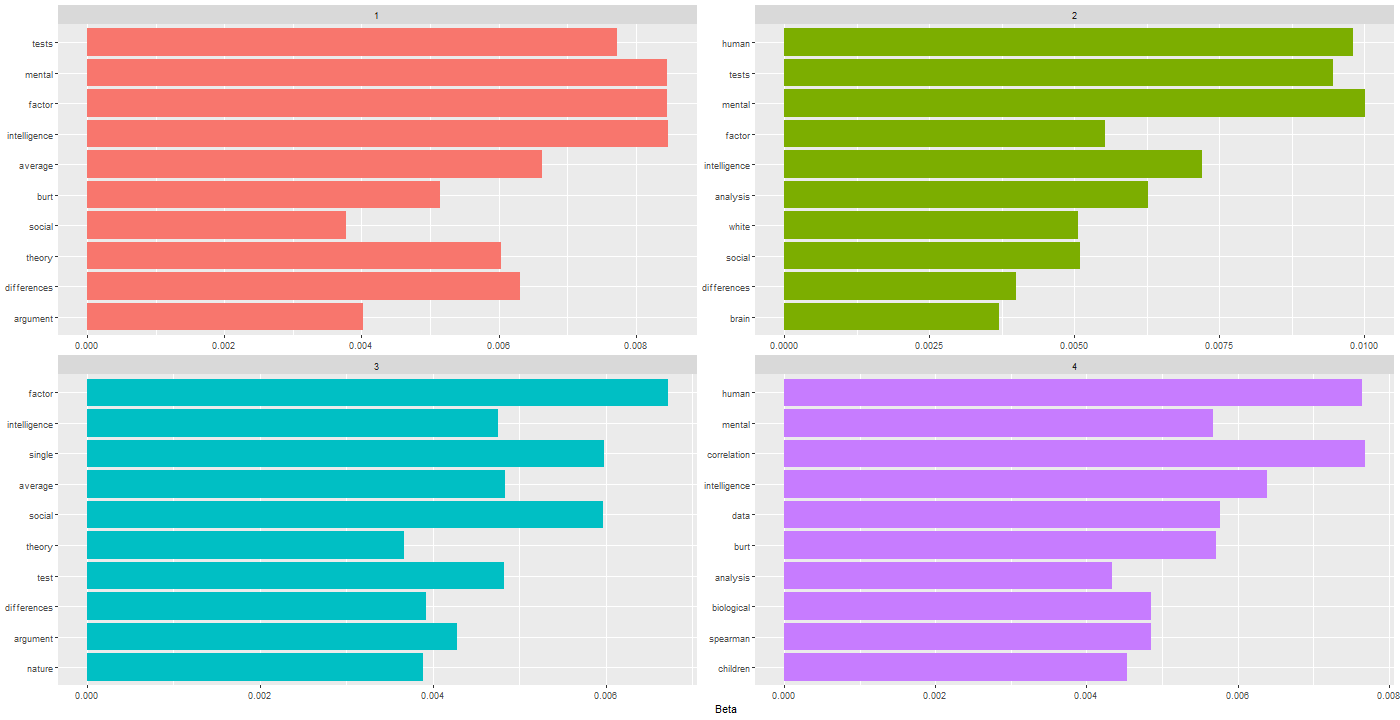 1
tests
mental
factor
intelligence
average
burt
social
theory
differences
argument
0.000 0.002 0.004 0.006 0.008
2
human
tests
mental
factor
intelligence
analysis
white
social
differences
brain
0.0000 0.0025 0.0050 0.0075 0.0100
3
factor
intelligence
single
average
social
theory
test
differences
argument
nature
0.000 0.002 0.004 0.006
4
human
mental
correlation
intelligence
data
burt
analysis
biological
spearman
children
0.000 0.002 0.004 0.006 0.008
Beta